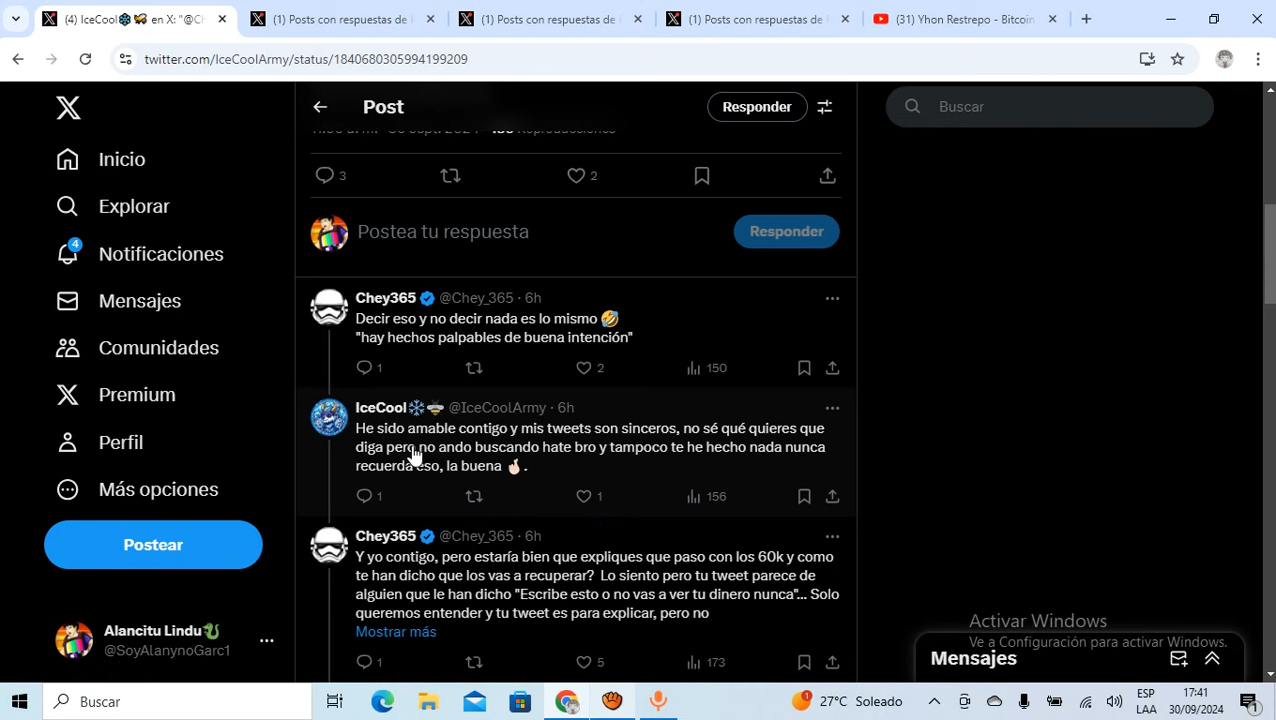 (4) IceCool❄️🐝 en X: "@Ch
(1) Posts con respuestas de
(1) Posts con respuestas de
(1) Posts con respuestas de
(31) Yhon Restrepo - Bitcoin
twitter.com/IceCoolArmy/status/1840680305994199209
Post
Responder
Buscar
Inicio
Explorar
4
Notificaciones
Mensajes
Comunidades
Premium
Perfil
Más opciones
Postear
Alancitu Lindu🐉
@SoyAlanynoGarc1
3
2
Postea tu respuesta
Responder
Chey365 @Chey_365 · 6h
Decir eso y no decir nada es lo mismo 🤣
"hay hechos palpables de buena intención"
1
2
150
IceCool❄️🐝 @IceCoolArmy · 6h
He sido amable contigo y mis tweets son sinceros, no sé qué quieres que
diga pero no ando buscando hate bro y tampoco te he hecho nada nunca
recuerda eso, la buena 🤞🏻.
1
1
156
Chey365 @Chey_365 · 6h
Y yo contigo, pero estaría bien que expliques que paso con los 60k y como
te han dicho que los vas a recuperar? Lo siento pero tu tweet parece de
alguien que le han dicho "Escribe esto o no vas a ver tu dinero nunca"... Solo
queremos entender y tu tweet es para explicar, pero no
Mostrar más
1
5
173
Activar Windows
Ve a Configuración para activar Windows.
Mensajes
Buscar
1
27°C Soleado
ESP
LAA
17:41
30/09/2024
1